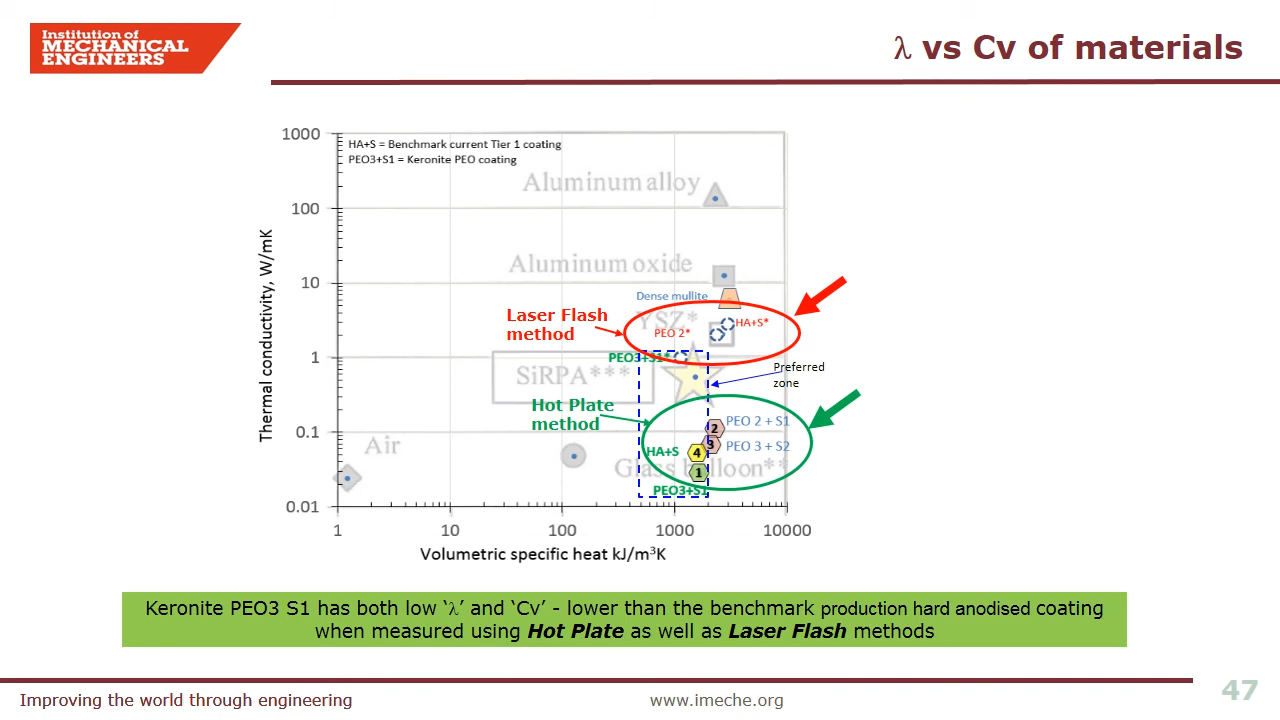 Institution of
MECHANICAL
ENGINEERS
λ vs Cv of materials
1000
HA+S = Benchmark current Tier 1 coating
PEO3+S1 = Keronite PEO coating
Aluminum alloy
100
Aluminum oxide
10
Dense mullite
Laser Flash
method
YSZ*
HA+S*
PEO 2*
1
PEO3+S1*
Preferred
zone
SiRPA***
Hot Plate
method
0.1
2
PEO 2 + S1
Air
3
PEO 3 + S2
HA+S
4
Glass balloon**
1
PEO3+S1
0.01
Thermal conductivity, W/mK
1 10 100 1000 10000
Volumetric specific heat kJ/m³K
Keronite PEO3 S1 has both low ‘λ’ and ‘Cv’ - lower than the benchmark production hard anodised coating
when measured using Hot Plate as well as Laser Flash methods
Improving the world through engineering
www.imeche.org
47